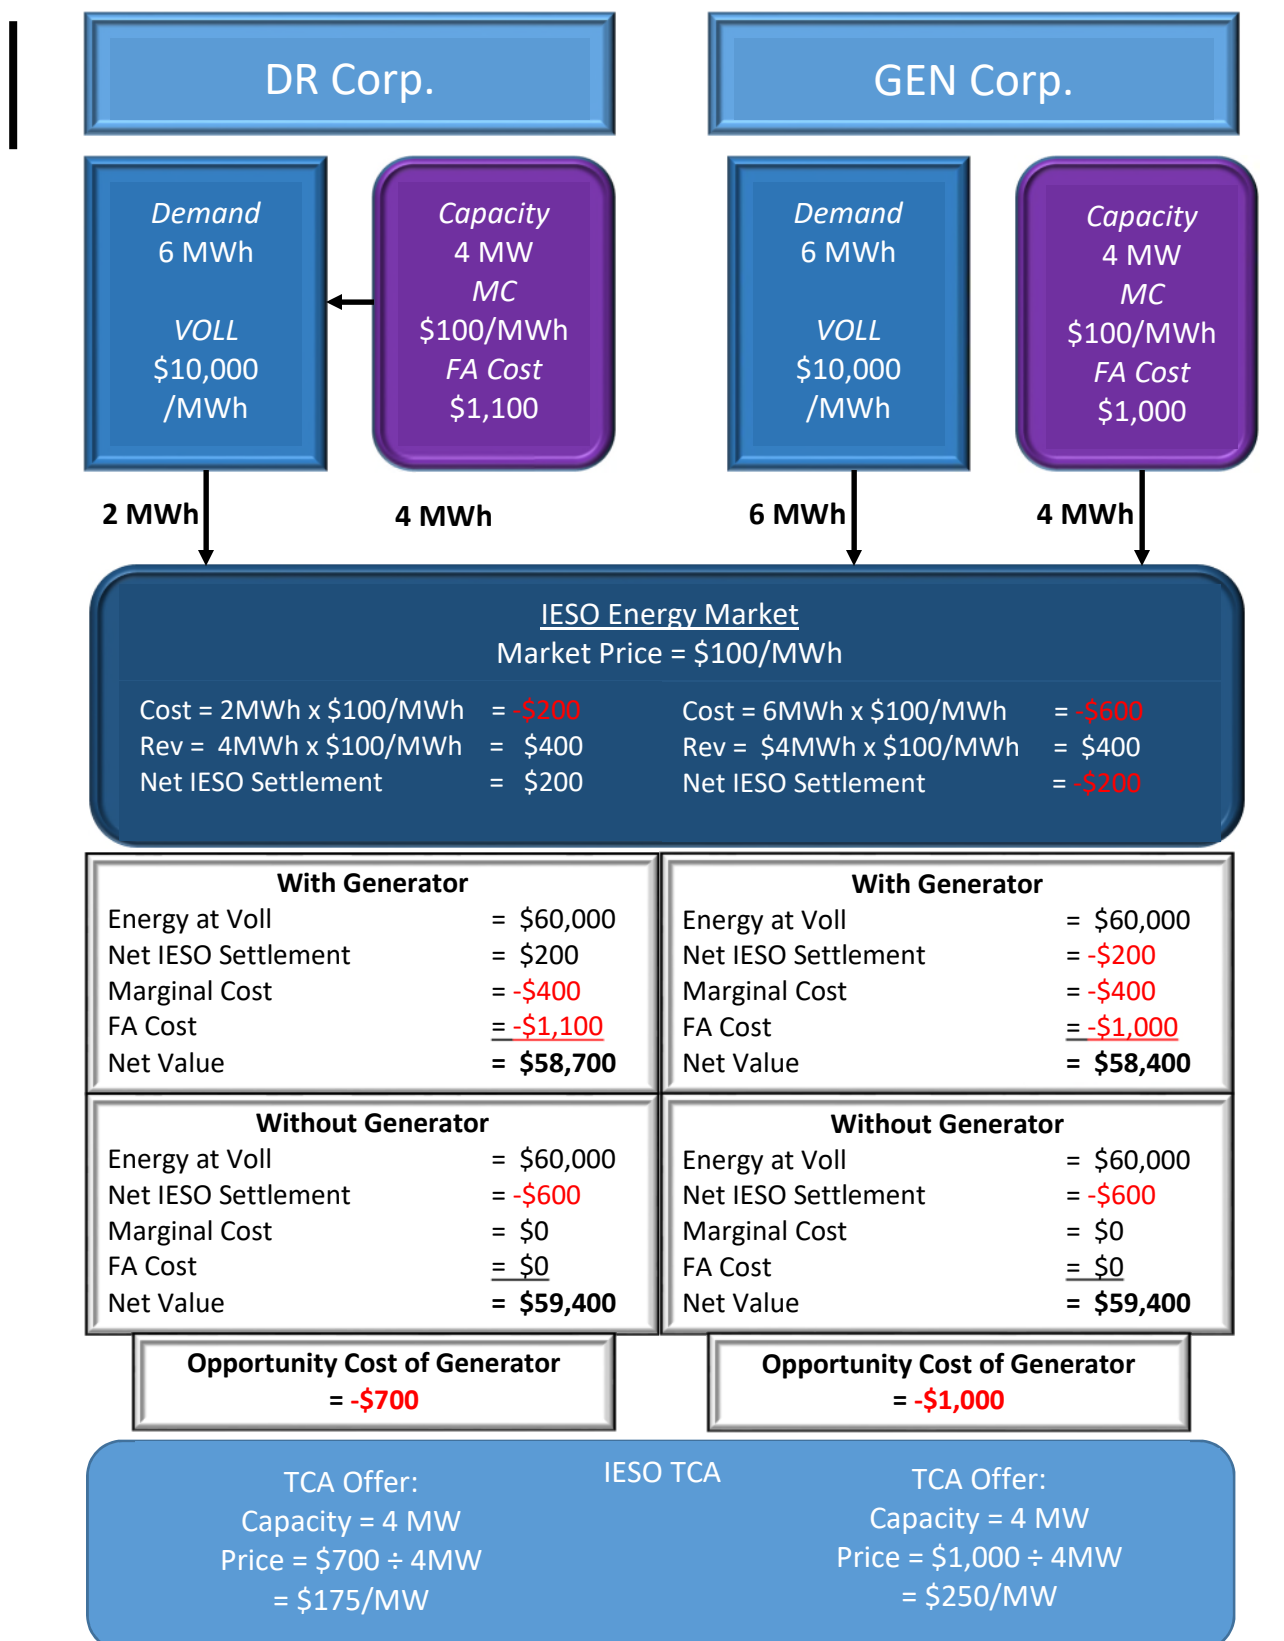 DR Corp.
GEN Corp.
Demand
6 MWh
VOLL
$10,000
/MWh
Capacity
4 MW
MC
$100/MWh
FA Cost
$1,100
Demand
6 MWh
VOLL
$10,000
/MWh
Capacity
4 MW
MC
$100/MWh
FA Cost
$1,000
2 MWh
4 MWh
6 MWh
4 MWh
IESO Energy Market
Market Price = $100/MWh
Cost = 2MWh x $100/MWh = -$200
Rev = 4MWh x $100/MWh = $400
Net IESO Settlement = $200
Cost = 6MWh x $100/MWh = -$600
Rev = $4MWh x $100/MWh = $400
Net IESO Settlement = -$200
With Generator
Energy at Voll = $60,000
Net IESO Settlement = $200
Marginal Cost = -$400
FA Cost = -$1,100
Net Value = $58,700
With Generator
Energy at Voll = $60,000
Net IESO Settlement = -$200
Marginal Cost = -$400
FA Cost = -$1,000
Net Value = $58,400
Without Generator
Energy at Voll = $60,000
Net IESO Settlement = -$600
Marginal Cost = $0
FA Cost = $0
Net Value = $59,400
Without Generator
Energy at Voll = $60,000
Net IESO Settlement = -$600
Marginal Cost = $0
FA Cost = $0
Net Value = $59,400
Opportunity Cost of Generator
= -$700
Opportunity Cost of Generator
= -$1,000
IESO TCA
TCA Offer:
Capacity = 4 MW
Price = $700 ÷ 4MW
= $175/MW
TCA Offer:
Capacity = 4 MW
Price = $1,000 ÷ 4MW
= $250/MW